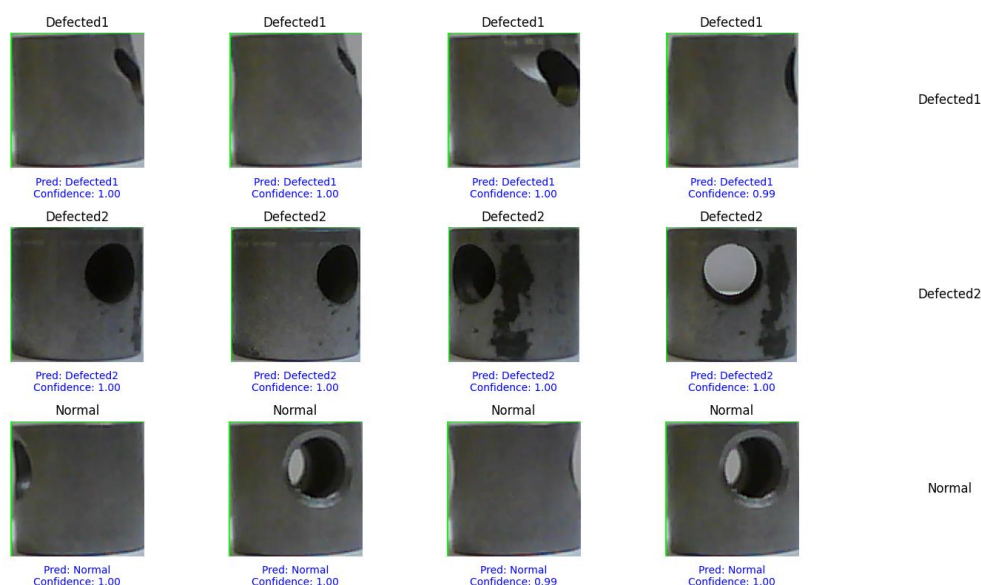 Defected1 Defected1 Defected1 Defected1
Defected1
Pred: Defected1 Pred: Defected1 Pred: Defected1 Pred: Defected1
Confidence: 1.00 Confidence: 1.00 Confidence: 1.00 Confidence: 0.99
Defected2 Defected2 Defected2 Defected2
Defected2
Pred: Defected2 Pred: Defected2 Pred: Defected2 Pred: Defected2
Confidence: 1.00 Confidence: 1.00 Confidence: 1.00 Confidence: 1.00
Normal Normal Normal Normal
Normal
Pred: Normal Pred: Normal Pred: Normal Pred: Normal
Confidence: 1.00 Confidence: 1.00 Confidence: 0.99 Confidence: 1.00